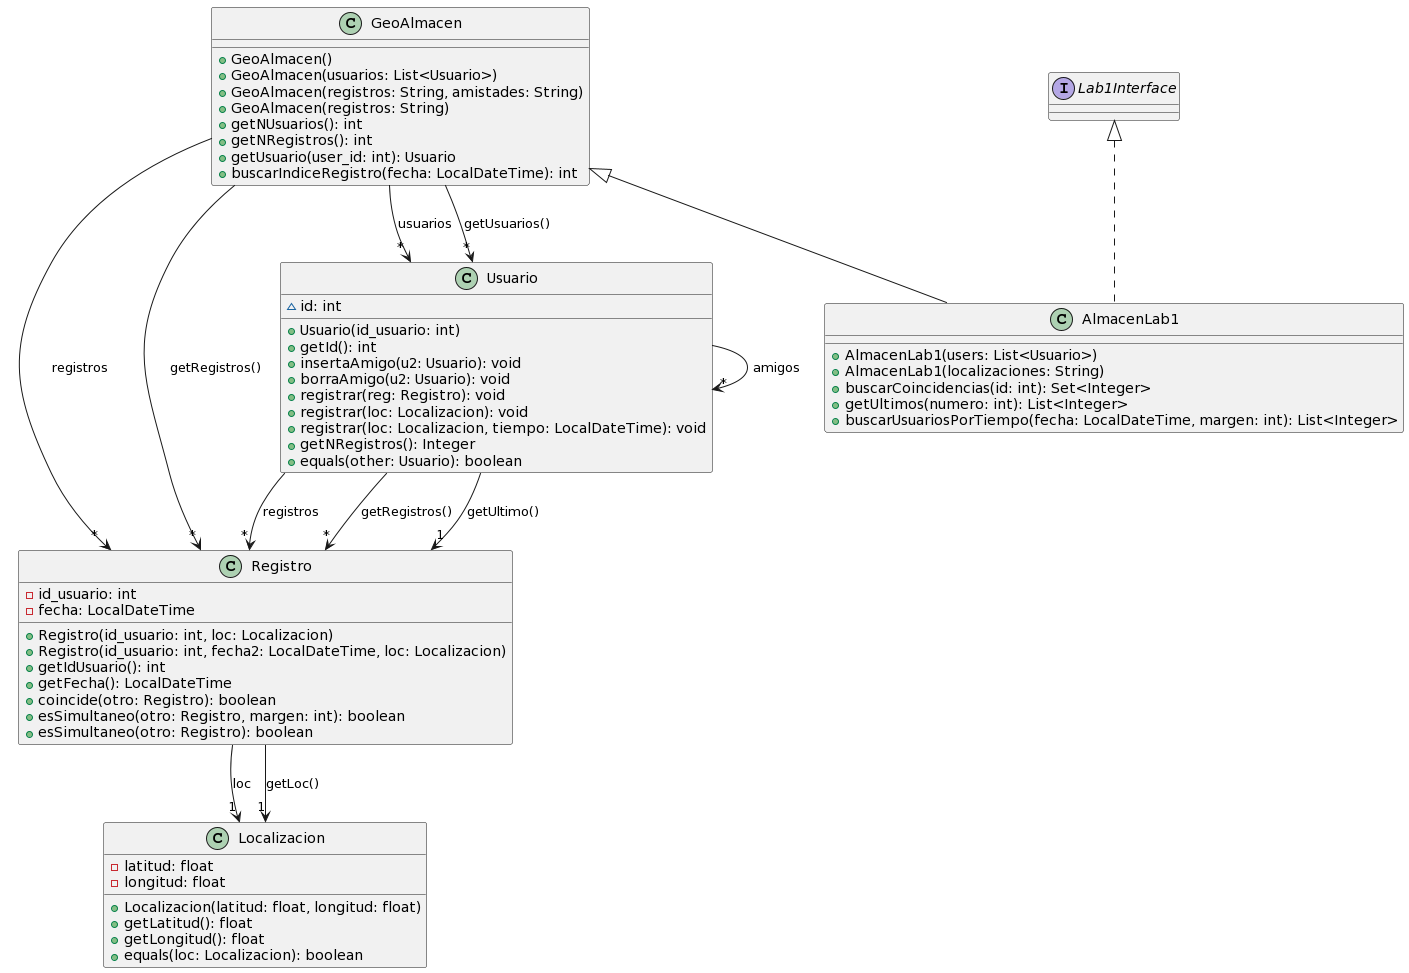 C GeoAlmacen
GeoAlmacen()
GeoAlmacen(usuarios: List<Usuario>)
GeoAlmacen(registros: String, amistades: String)
GeoAlmacen(registros: String)
getNUsuarios(): int
getNRegistros(): int
getUsuario(user_id: int): Usuario
buscarIndiceRegistro(fecha: LocalDateTime): int
I Lab1Interface
usuarios
getUsuarios()
*
*
C Usuario
id: int
Usuario(id_usuario: int)
getId(): int
insertaAmigo(u2: Usuario): void
borraAmigo(u2: Usuario): void
registrar(reg: Registro): void
registrar(loc: Localizacion): void
registrar(loc: Localizacion, tiempo: LocalDateTime): void
getNRegistros(): Integer
equals(other: Usuario): boolean
amigos
*
C AlmacenLab1
AlmacenLab1(users: List<Usuario>)
AlmacenLab1(localizaciones: String)
buscarCoincidencias(id: int): Set<Integer>
getUltimos(numero: int): List<Integer>
buscarUsuariosPorTiempo(fecha: LocalDateTime, margen: int): List<Integer>
registros
getRegistros()
registros
getRegistros()
getUltimo()
*
*
*
*
1
C Registro
id_usuario: int
fecha: LocalDateTime
Registro(id_usuario: int, loc: Localizacion)
Registro(id_usuario: int, fecha2: LocalDateTime, loc: Localizacion)
getIdUsuario(): int
getFecha(): LocalDateTime
coincide(otro: Registro): boolean
esSimultaneo(otro: Registro, margen: int): boolean
esSimultaneo(otro: Registro): boolean
loc
getLoc()
1
1
C Localizacion
latitud: float
longitud: float
Localizacion(latitud: float, longitud: float)
getLatitud(): float
getLongitud(): float
equals(loc: Localizacion): boolean